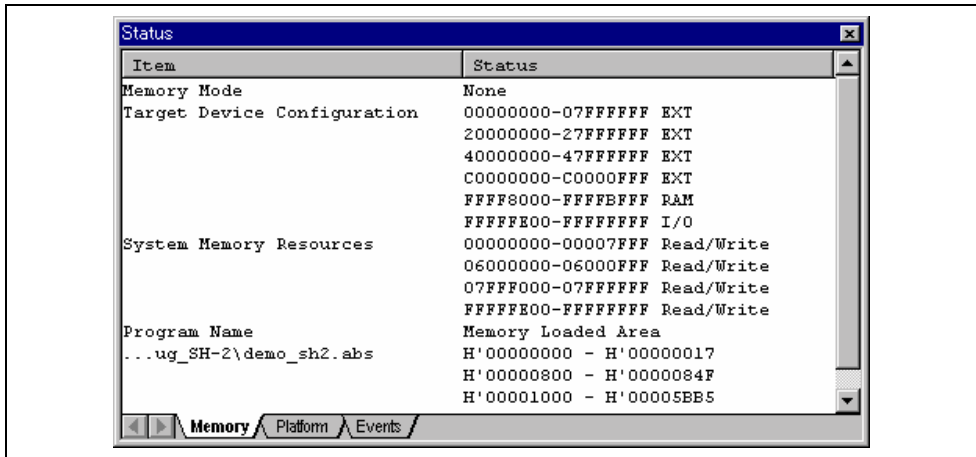 Status
Item Status
Memory Mode None
Target Device Configuration 00000000-07FFFFFF EXT
20000000-27FFFFFF EXT
40000000-47FFFFFF EXT
C0000000-C0000FFF EXT
FFFF8000-FFFFBFFF RAM
FFFFFE00-FFFFFFFF I/O
System Memory Resources 00000000-00007FFF Read/Write
06000000-06000FFF Read/Write
07FFF000-07FFFFFF Read/Write
FFFFFE00-FFFFFFFF Read/Write
Program Name Memory Loaded Area
...ug_SH-2\demo_sh2.abs H'00000000 - H'00000017
H'00000800 - H'0000084F
H'00001000 - H'00005BB5
Memory Platform Events